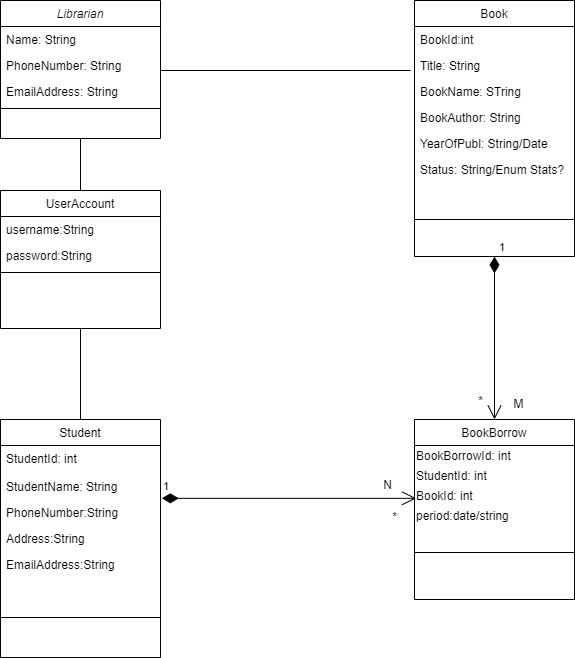 Librarian
Name: String
PhoneNumber: String
EmailAddress: String
Book
BookId:int
Title: String
BookName: STring
BookAuthor: String
YearOfPubl: String/Date
Status: String/Enum Stats?
UserAccount
username:String
password:String
1
*
M
Student
StudentId: int
StudentName: String
PhoneNumber:String
Address:String
EmailAddress:String
1
N
*
BookBorrow
BookBorrowId: int
StudentId: int
BookId: int
period:date/string